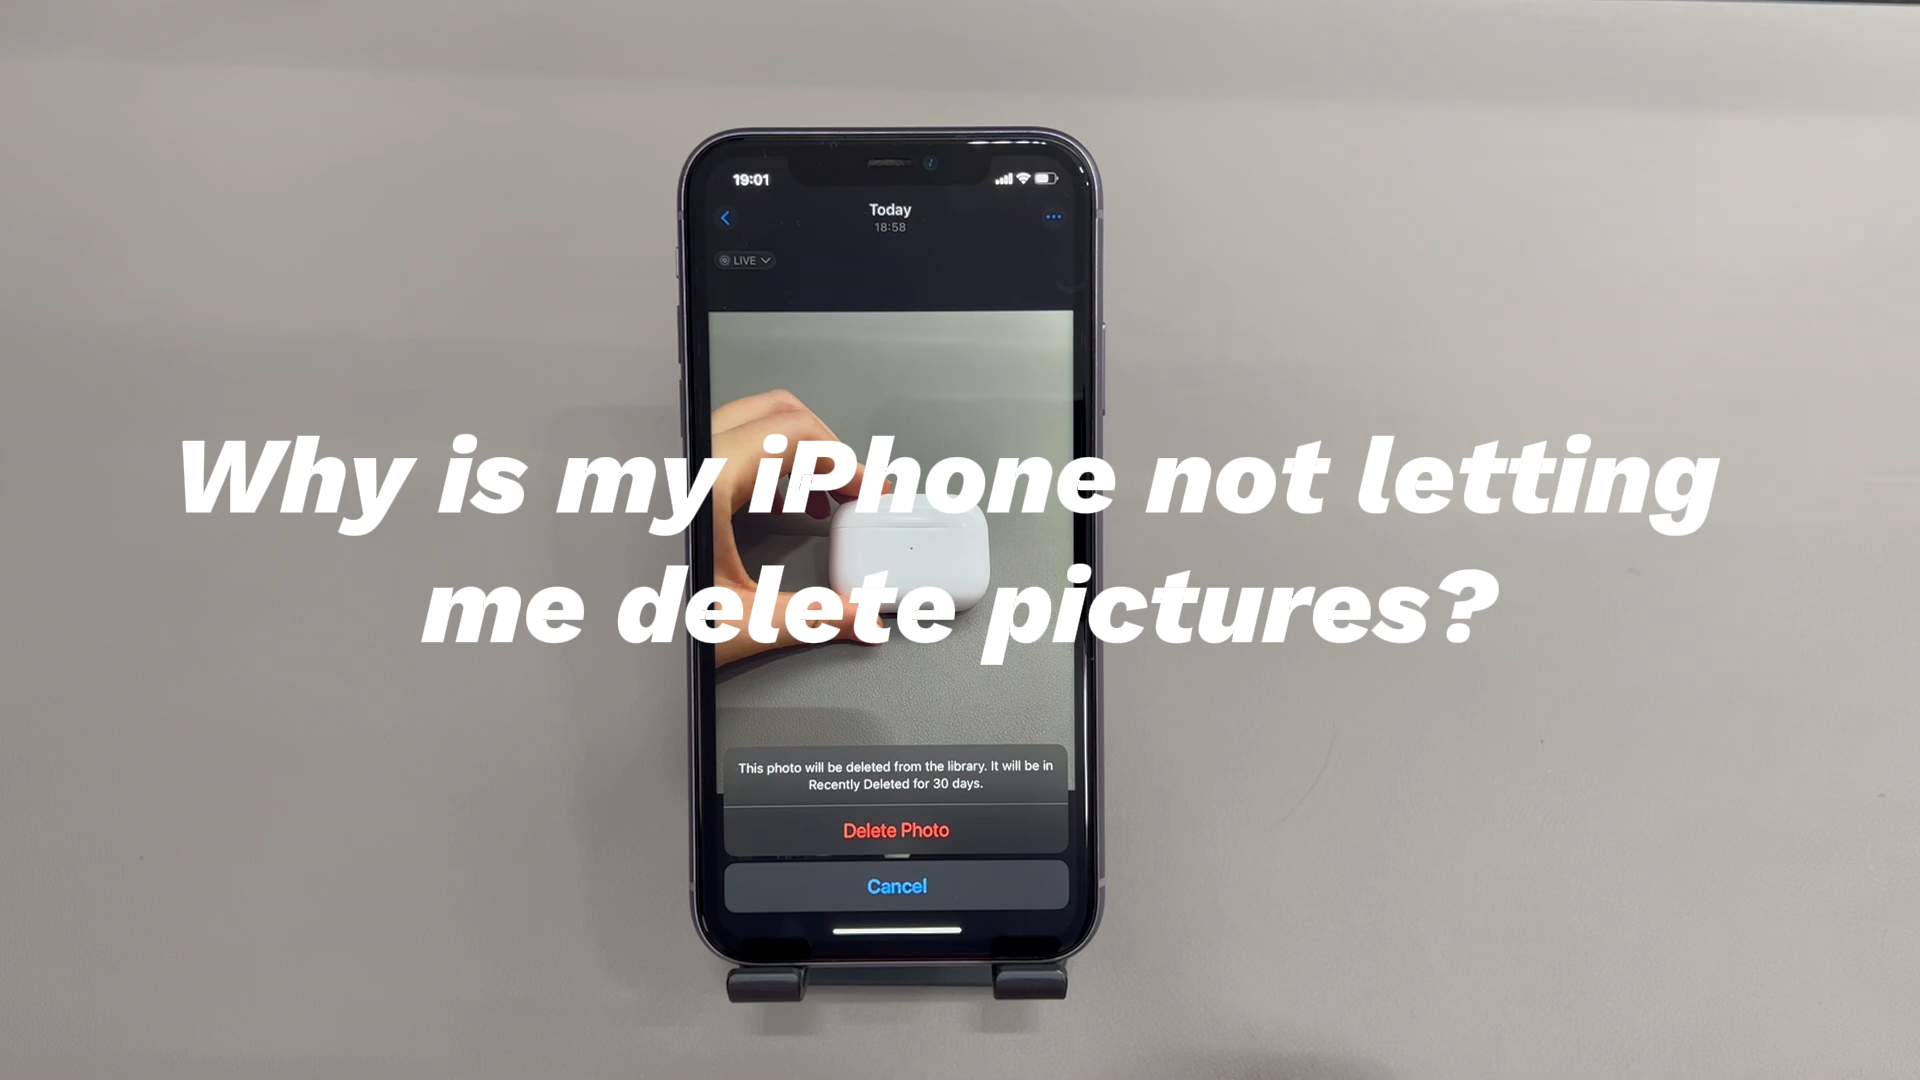 19:01
Today
18:58
LIVE
Why is my iPhone not letting
me delete pictures?
This photo will be deleted from the library. It will be in
Recently Deleted for 30 days.
Delete Photo
Cancel